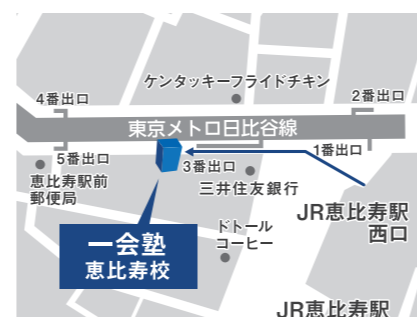 ケンタッキーフライドチキン
4番出口
2番出口
東京メトロ日比谷線
5番出口
3番出口
1番出口
恵比寿駅前
郵便局
三井住友銀行
一会塾
恵比寿校
ドトール
コーヒー
JR恵比寿駅
西口
JR恵比寿駅